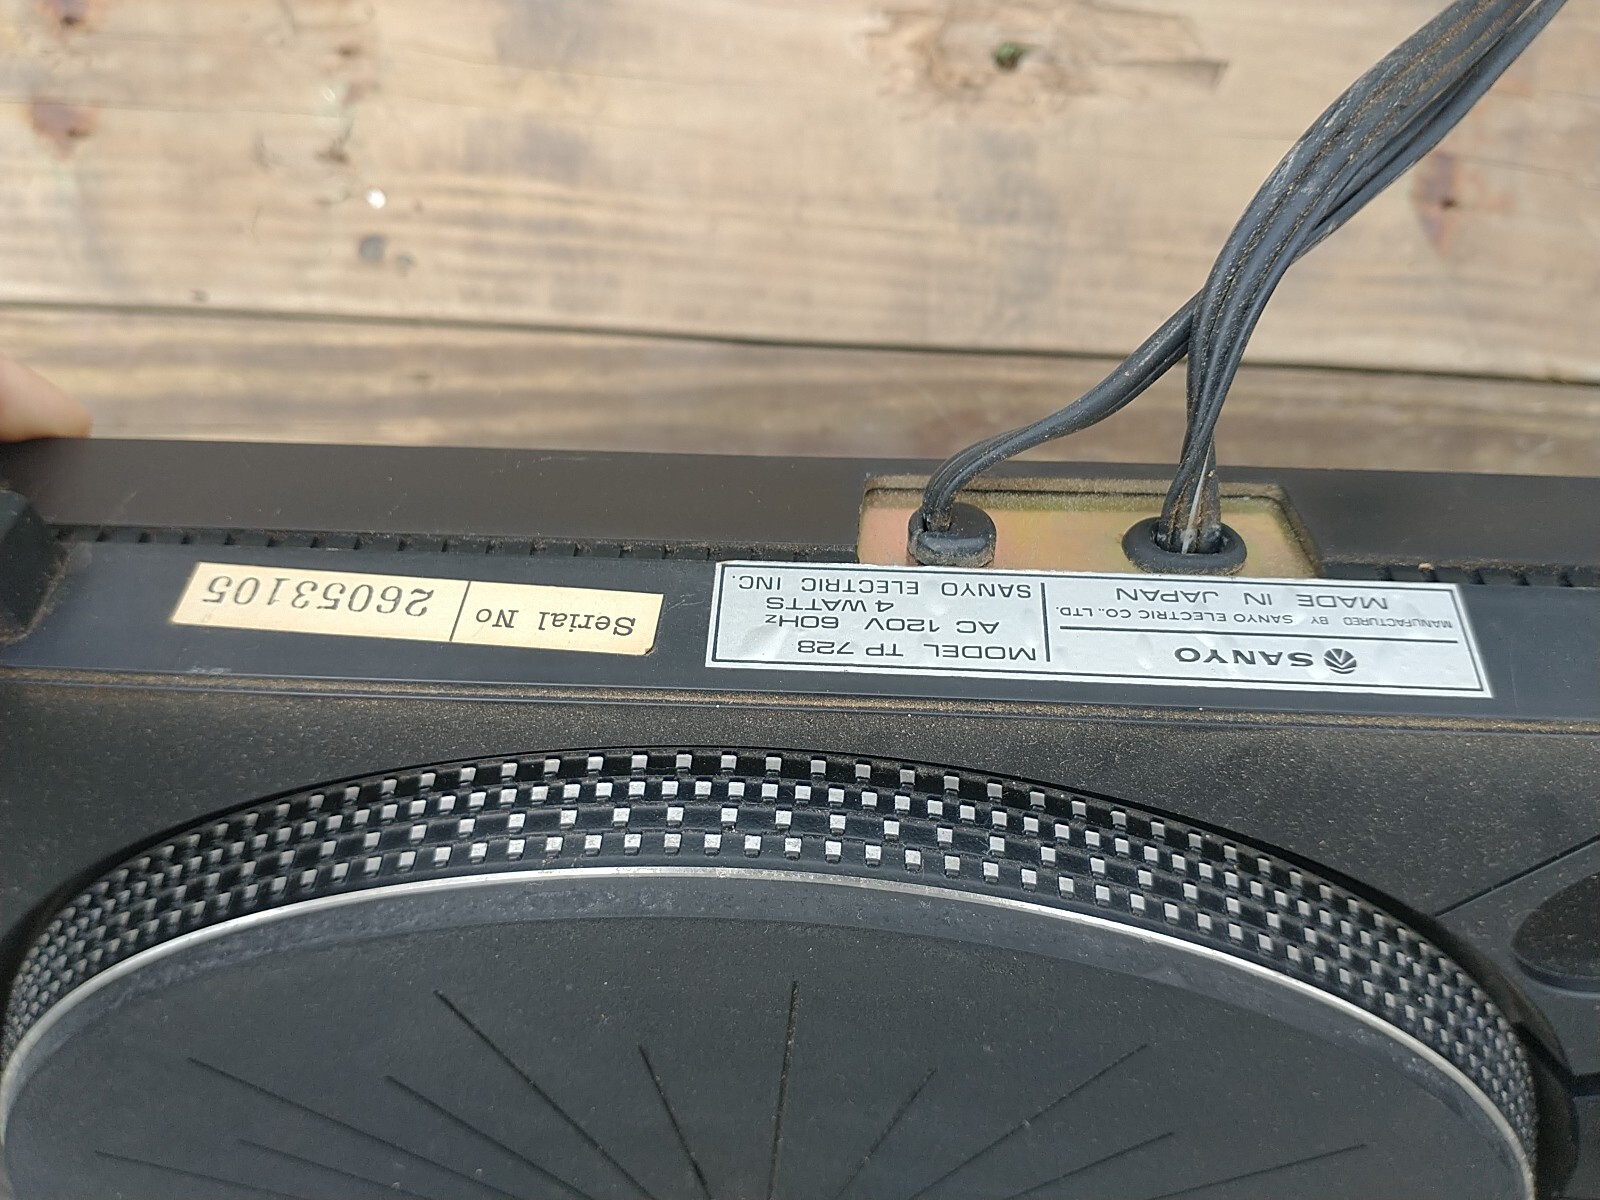 SANYO
MANUFACTURED BY SANYO ELECTRIC CO., LTD.
MADE IN JAPAN
MODEL TP 728
AC 120V 60Hz
4 WATTS
SANYO ELECTRIC INC.
Serial No 26053105